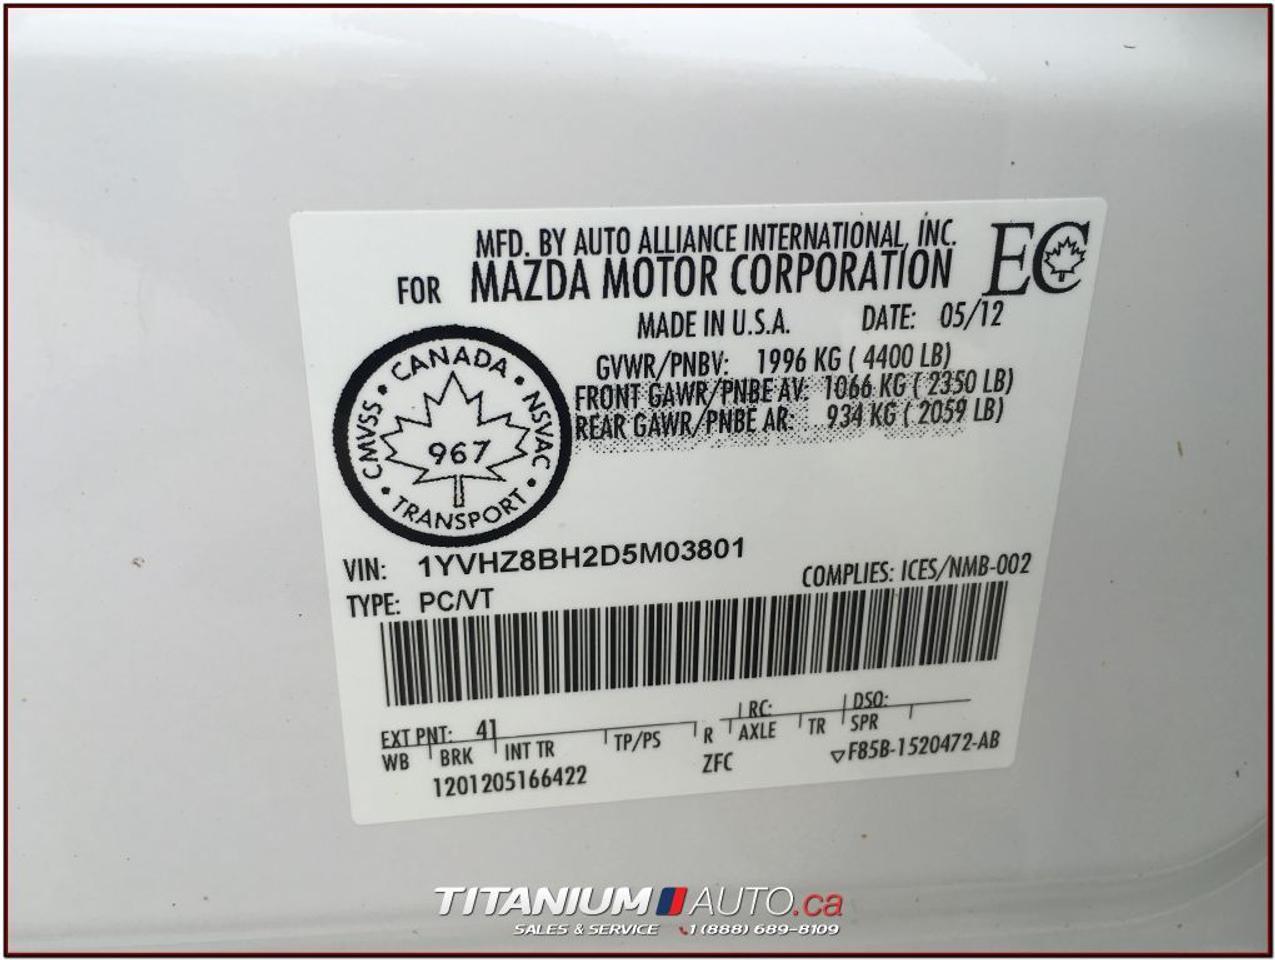 MFD. BY AUTO ALLIANCE INTERNATIONAL, INC.
FOR MAZDA MOTOR CORPORATION
EC
MADE IN U.S.A. DATE: 05/12
GVWR/PNBV: 1996 KG ( 4400 LB)
FRONT GAWR/PNBE AV: 1066 KG ( 2350 LB)
REAR GAWR/PNBE AR: 934 KG ( 2059 LB)
CANADA • NSVAC • TRANSPORT • CMVSS •
967
VIN: 1YVHZ8BH2D5M03801
TYPE: PC/VT
COMPLIES: ICES/NMB-002
EXT PNT: 41 RC: DSO:
WB BRK INT TR TP/PS R AXLE TR SPR
1201205166422 ZFC ▽F85B-1520472-AB
TITANIUM AUTO.ca
SALES & SERVICE 1 (888) 689-8109